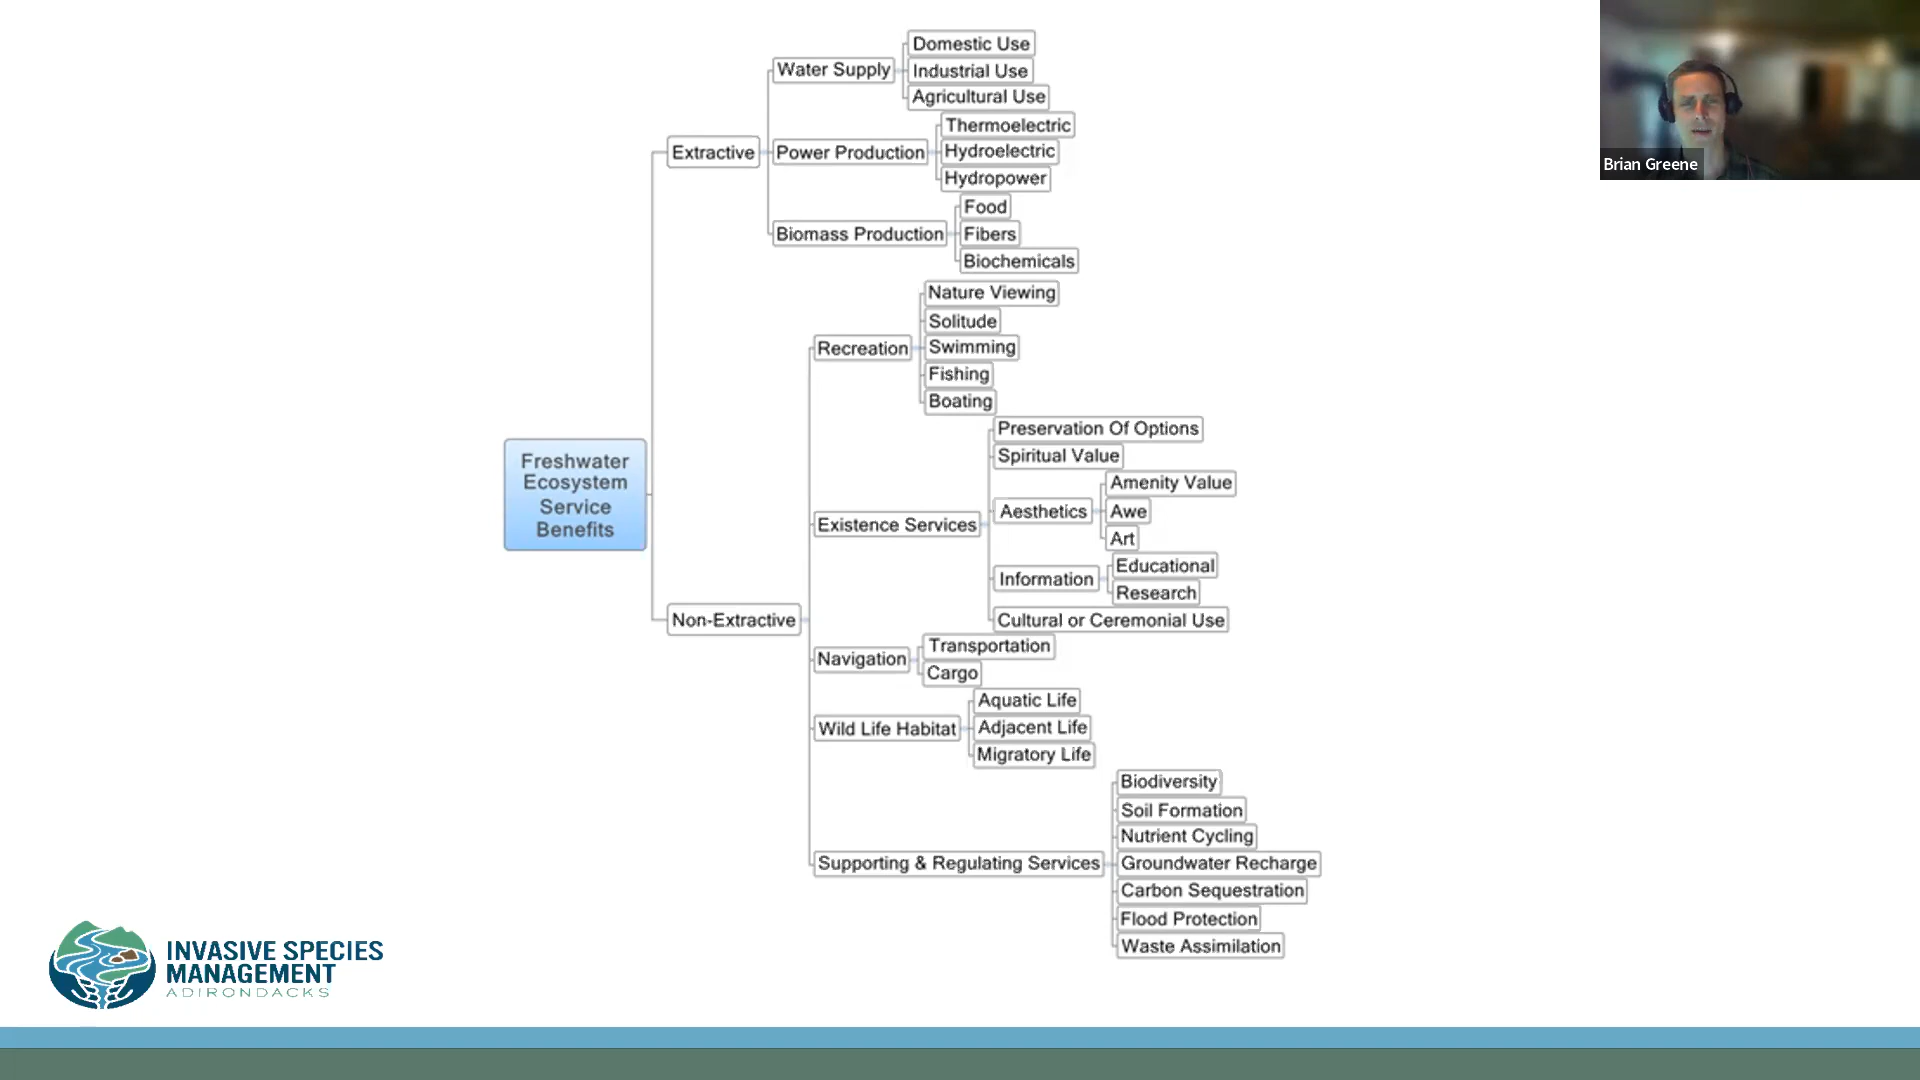 Domestic Use
Water Supply
Industrial Use
Agricultural Use
Thermoelectric
Extractive
Power Production
Hydroelectric
Hydropower
Food
Biomass Production
Fibers
Biochemicals
Nature Viewing
Solitude
Recreation
Swimming
Fishing
Boating
Preservation Of Options
Spiritual Value
Freshwater
Ecosystem
Service
Benefits
Amenity Value
Existence Services
Aesthetics
Awe
Art
Educational
Information
Research
Non-Extractive
Cultural or Ceremonial Use
Transportation
Navigation
Cargo
Aquatic Life
Wild Life Habitat
Adjacent Life
Migratory Life
Biodiversity
Soil Formation
Nutrient Cycling
Supporting & Regulating Services
Groundwater Recharge
Carbon Sequestration
Flood Protection
Waste Assimilation
INVASIVE SPECIES
MANAGEMENT
ADIRONDACKS
Brian Greene